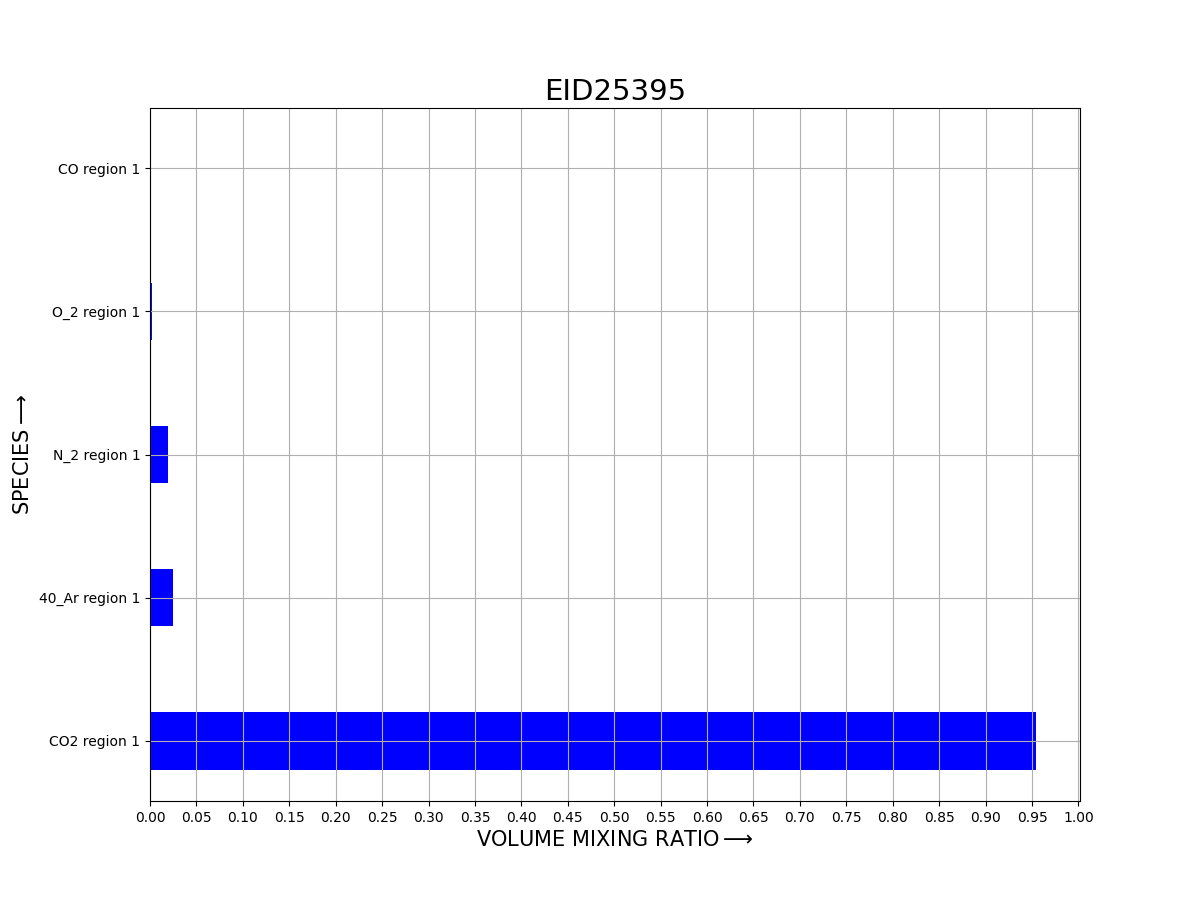 EID25395
CO region 1
O_2 region 1
N_2 region 1
40_Ar region 1
CO2 region 1
SPECIES ⟶
0.00 0.05 0.10 0.15 0.20 0.25 0.30 0.35 0.40 0.45 0.50 0.55 0.60 0.65 0.70 0.75 0.80 0.85 0.90 0.95 1.00
VOLUME MIXING RATIO ⟶